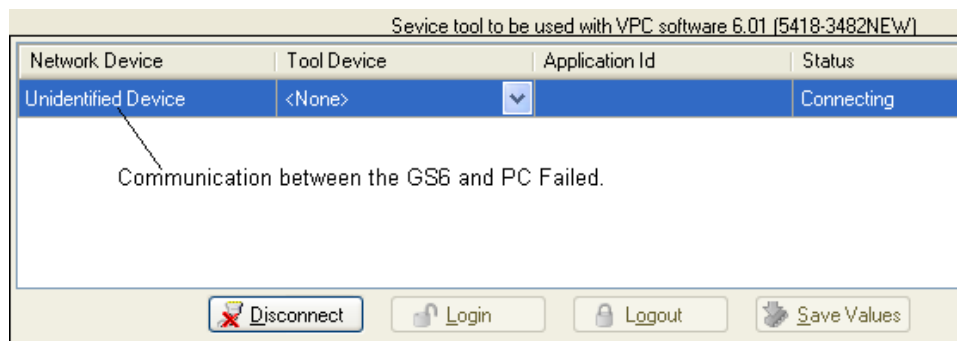 Sevice tool to be used with VPC software 6.01 (5418-3482NEW)
Network Device Tool Device Application Id Status
Unidentified Device <None> Connecting
Communication between the GS6 and PC Failed.
Disconnect Login Logout Save Values